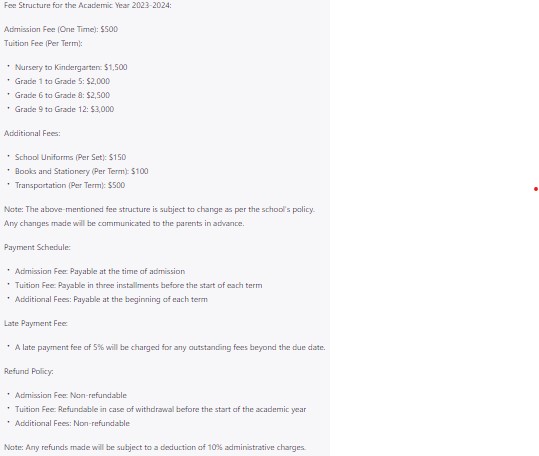 Fee Structure for the Academic Year 2023-2024:
Admission Fee (One Time): $500
Tuition Fee (Per Term):
• Nursery to Kindergarten: $1,500
• Grade 1 to Grade 5: $2,000
• Grade 6 to Grade 8: $2,500
• Grade 9 to Grade 12: $3,000
Additional Fees:
• School Uniforms (Per Set): $150
• Books and Stationery (Per Term): $100
• Transportation (Per Term): $500
Note: The above-mentioned fee structure is subject to change as per the school's policy.
Any changes made will be communicated to the parents in advance.
Payment Schedule:
• Admission Fee: Payable at the time of admission
• Tuition Fee: Payable in three installments before the start of each term
• Additional Fees: Payable at the beginning of each term
Late Payment Fee:
• A late payment fee of 5% will be charged for any outstanding fees beyond the due date.
Refund Policy:
• Admission Fee: Non-refundable
• Tuition Fee: Refundable in case of withdrawal before the start of the academic year
• Additional Fees: Non-refundable
Note: Any refunds made will be subject to a deduction of 10% administrative charges.